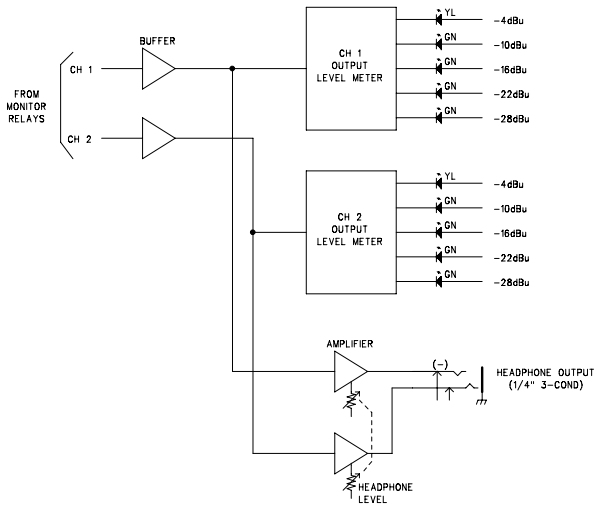 BUFFER
CH 1
FROM
MONITOR
RELAYS
CH 2
CH 1
OUTPUT
LEVEL METER
YL -4dBu
GN -10dBu
GN -16dBu
GN -22dBu
GN -28dBu
CH 2
OUTPUT
LEVEL METER
YL -4dBu
GN -10dBu
GN -16dBu
GN -22dBu
GN -28dBu
AMPLIFIER
(-)
HEADPHONE OUTPUT
(1/4" 3-COND)
HEADPHONE
LEVEL